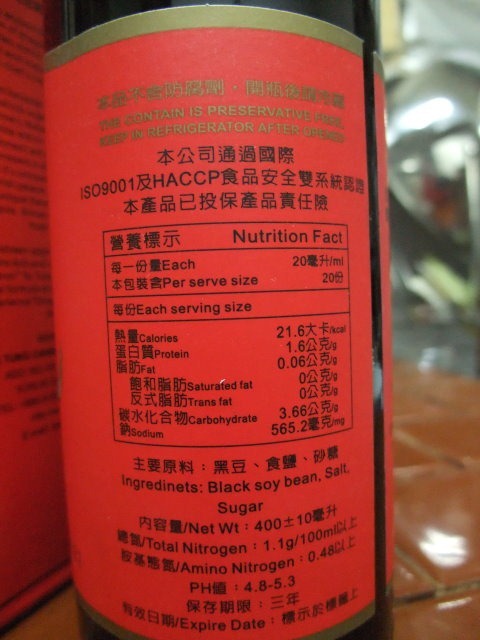 本品不含防腐劑，開瓶後請冷藏
THE CONTAIN IS PRESERVATIVE FREE,
KEEP IN REFRIGERATOR AFTER OPENED
本公司通過國際
ISO9001及HACCP食品安全雙系統認證
本產品已投保產品責任險
營養標示 Nutrition Fact
每一份量Each 20毫升/ml
本包裝含Per serve size 20份
每份Each serving size
熱量Calories 21.6大卡/kcal
蛋白質Protein 1.6公克/g
脂肪Fat 0.06公克/g
飽和脂肪Saturated fat 0公克/g
反式脂肪Trans fat 0公克/g
碳水化合物Carbohydrate 3.66公克/g
鈉Sodium 565.2毫克/mg
主要原料：黑豆、食鹽、砂糖
Ingredinets: Black soy bean, Salt,
Sugar
內容量/Net Wt：400±10毫升
總氮/Total Nitrogen：1.1g/100ml以上
胺基態氮/Amino Nitrogen：0.48以上
PH值：4.8-5.3
保存期限：三年
有效日期/Expire Date：標示於標籤上